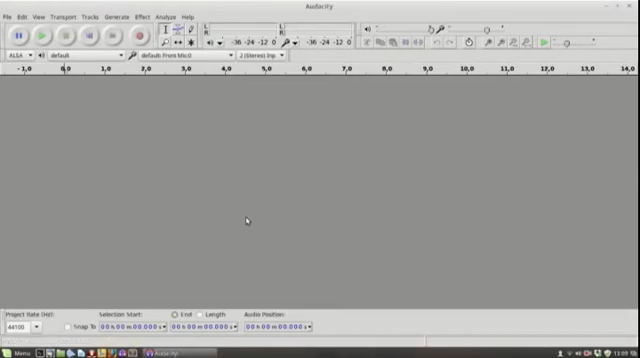 Audacity
File Edit View Transport Tracks Generate Effect Analyze Help
L
R
L
R
-36 -24 -12 0
-36 -24 -12 0
ALSA
default
default: From Mic:0
2 (Stereo) Inp
-1,0 0,0 1,0 2,0 3,0 4,0 5,0 6,0 7,0 8,0 9,0 10,0 11,0 12,0 13,0 14,0
Project Rate (Hz):
Selection Start:
End
Length
Audio Position:
44100
Snap To
00 h 00 m 00.000 s
00 h 00 m 00.000 s
00 h 00 m 00.000 s
Menu
Audacity